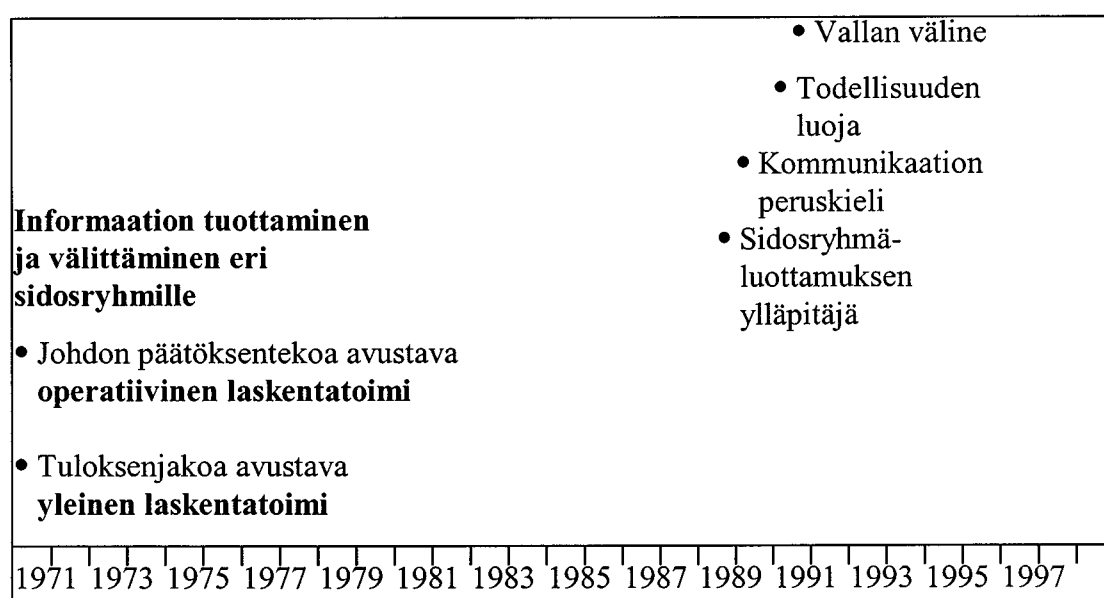 • Vallan väline
• Todellisuuden
luoja
• Kommunikaation
peruskieli
• Sidosryhmä-
luottamuksen
ylläpitäjä
Informaation tuottaminen
ja välittäminen eri
sidosryhmille
• Johdon päätöksentekoa avustava
operatiivinen laskentatoimi
• Tuloksenjakoa avustava
yleinen laskentatoimi
1971 1973 1975 1977 1979 1981 1983 1985 1987 1989 1991 1993 1995 1997